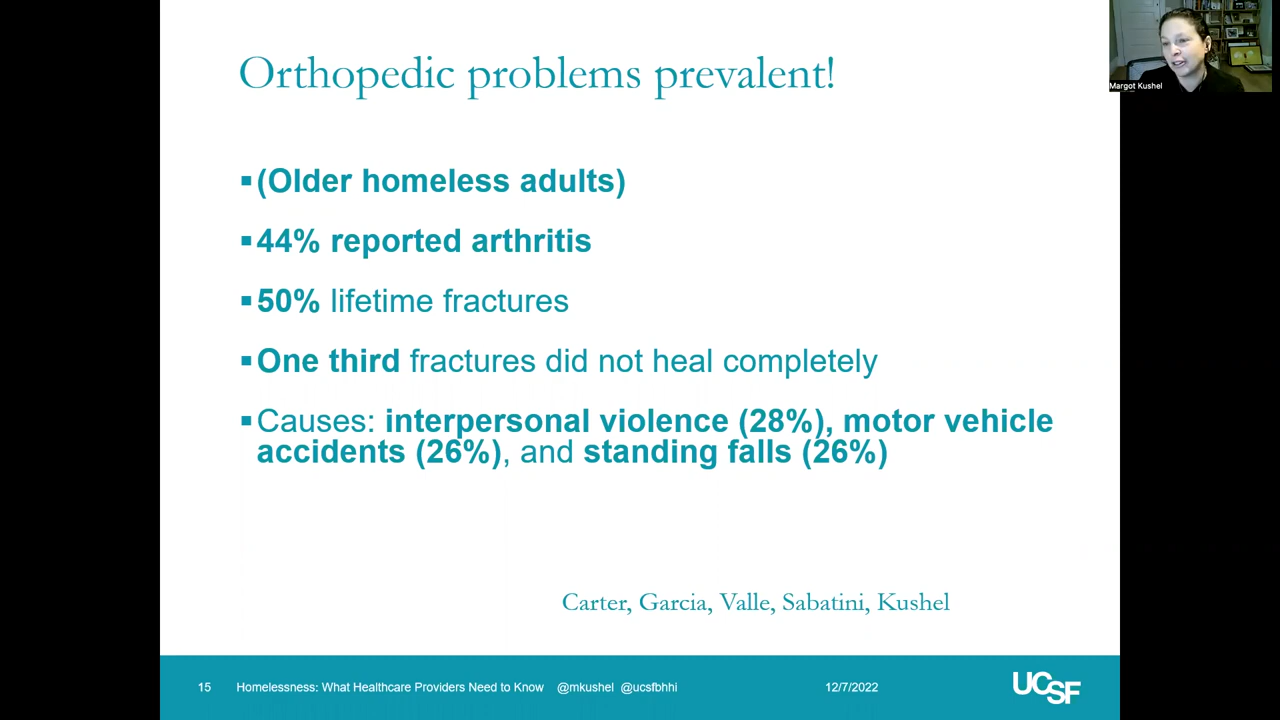 Orthopedic problems prevalent!
Margot Kushel
▪(Older homeless adults)
▪44% reported arthritis
▪50% lifetime fractures
▪One third fractures did not heal completely
▪Causes: interpersonal violence (28%), motor vehicle
accidents (26%), and standing falls (26%)
Carter, Garcia, Valle, Sabatini, Kushel
15 Homelessness: What Healthcare Providers Need to Know @mkushel @ucsfbhhi 12/7/2022 UCSF